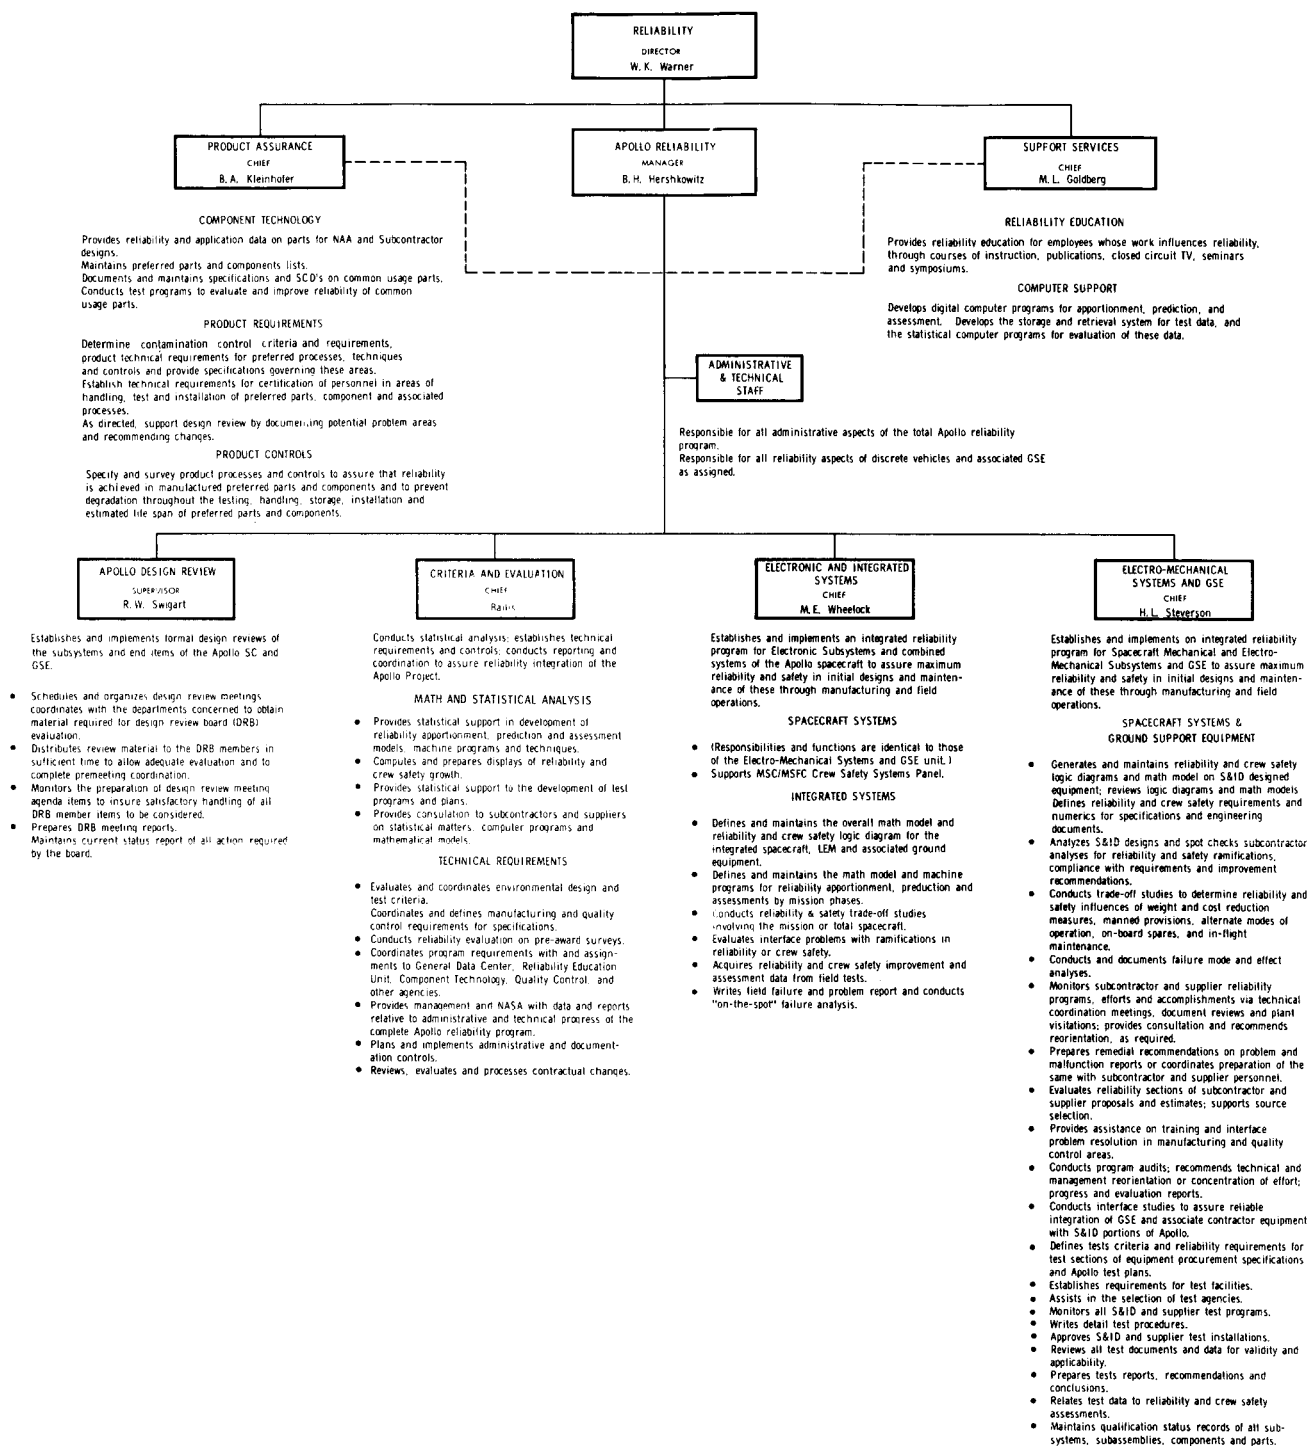 RELIABILITY
DIRECTOR
W. K. Warner
PRODUCT ASSURANCE
CHIEF
B. A. Kleinhofer
APOLLO RELIABILITY
MANAGER
B. H. Hershkowitz
SUPPORT SERVICES
CHIEF
M. L. Goldberg
COMPONENT TECHNOLOGY
Provides reliability and application data on parts for NAA and Subcontractor
designs.
Maintains preferred parts and components lists.
Documents and maintains specifications and SCD's on common usage parts.
Conducts test programs to evaluate and improve reliability of common
usage parts.
PRODUCT REQUIREMENTS
Determine contamination control criteria and requirements,
product technical requirements for preferred processes, techniques
and controls and provide specifications governing these areas.
Establish technical requirements for certification of personnel in areas of
handling, test and installation of preferred parts, component and associated
processes.
As directed, support design review by documenting potential problem areas
and recommending changes.
PRODUCT CONTROLS
Specify and survey product processes and controls to assure that reliability
is achieved in manufactured preferred parts and components and to prevent
degradation throughout the testing, handling, storage, installation and
estimated life span of preferred parts and components.
RELIABILITY EDUCATION
Provides reliability education for employees whose work influences reliability,
through courses of instruction, publications, closed circuit TV, seminars
and symposiums.
COMPUTER SUPPORT
Develops digital computer programs for apportionment, prediction, and
assessment. Develops the storage and retrieval system for test data, and
the statistical computer programs for evaluation of these data.
ADMINISTRATIVE
& TECHNICAL
STAFF
Responsible for all administrative aspects of the total Apollo reliability
program.
Responsible for all reliability aspects of discrete vehicles and associated GSE
as assigned.
APOLLO DESIGN REVIEW
SUPERVISOR
R. W. Swigart
Establishes and implements formal design reviews of
the subsystems and end items of the Apollo SC and
GSE.
• Schedules and organizes design review meetings
coordinates with the departments concerned to obtain
material required for design review board (DRB)
evaluation.
• Distributes review material to the DRB members in
sufficient time to allow adequate evaluation and to
complete premeeting coordination.
• Monitors the preparation of design review meeting
agenda items to insure satisfactory handling of all
DRB member items to be considered.
• Prepares DRB meeting reports.
Maintains current status report of all action required
by the board.
CRITERIA AND EVALUATION
CHIEF
Conducts statistical analysis; establishes technical
requirements and controls; conducts reporting and
coordination to assure reliability integration of the
Apollo Project.
MATH AND STATISTICAL ANALYSIS
• Provides statistical support in development of
reliability apportionment, prediction and assessment
models, machine programs and techniques.
• Computes and prepares displays of reliability and
crew safety growth.
• Provides statistical support to the development of test
programs and plans.
• Provides consulation to subcontractors and suppliers
on statistical matters, computer programs and
mathematical models.
TECHNICAL REQUIREMENTS
• Evaluates and coordinates environmental design and
test criteria.
Coordinates and defines manufacturing and quality
control requirements for specifications.
• Conducts reliability evaluation on pre-award surveys.
• Coordinates program requirements with and assign-
ments to General Data Center, Reliability Education
Unit, Component Technology, Quality Control, and
other agencies.
• Provides management and NASA with data and reports
relative to administrative and technical progress of the
complete Apollo reliability program.
• Plans and implements administrative and document-
ation controls.
• Reviews, evaluates and processes contractual changes.
ELECTRONIC AND INTEGRATED
SYSTEMS
CHIEF
M. E. Wheelock
Establishes and implements an integrated reliability
program for Electronic Subsystems and combined
systems of the Apollo spacecraft to assure maximum
reliability and safety in initial designs and mainten-
ance of these through manufacturing and field
operations.
SPACECRAFT SYSTEMS
• (Responsibilities and functions are identical to those
of the Electro-Mechanical Systems and GSE unit.)
• Supports MSC/MSFC Crew Safety Systems Panel.
INTEGRATED SYSTEMS
• Defines and maintains the overall math model and
reliability and crew safety logic diagram for the
integrated spacecraft, LEM and associated ground
equipment.
• Defines and maintains the math model and machine
programs for reliability apportionment, preduction and
assessments by mission phases.
• Conducts reliability & safety trade-off studies
involving the mission or total spacecraft.
• Evaluates interface problems with ramifications in
reliability or crew safety.
• Acquires reliability and crew safety improvement and
assessment data from field tests.
• Writes field failure and problem report and conducts
"on-the-spot" failure analysis.
ELECTRO-MECHANICAL
SYSTEMS AND GSE
CHIEF
H. L. Steverson
Establishes and implements on integrated reliability
program for Spacecraft Mechanical and Electro-
Mechanical Subsystems and GSE to assure maximum
reliability and safety in initial designs and mainten-
ance of these through manufacturing and field
operations.
SPACECRAFT SYSTEMS &
GROUND SUPPORT EQUIPMENT
• Generates and maintains reliability and crew safety
logic diagrams and math model on S&ID designed
equipment; reviews logic diagrams and math models
Defines reliability and crew safety requirements and
numerics for specifications and engineering
documents.
• Analyzes S&ID designs and spot checks subcontractor
analyses for reliability and safety ramifications,
compliance with requirements and improvement
recommendations.
• Conducts trade-off studies to determine reliability and
safety influences of weight and cost reduction
measures, manned provisions, alternate modes of
operation, on-board spares, and in-flight
maintenance.
• Conducts and documents failure mode and effect
analyses.
• Monitors subcontractor and supplier reliability
programs, efforts and accomplishments via technical
coordination meetings, document reviews and plant
visitations; provides consultation and recommends
reorientation, as required.
• Prepares remedial recommendations on problem and
malfunction reports or coordinates preparation of the
same with subcontractor and supplier personnel.
• Evaluates reliability sections of subcontractor and
supplier proposals and estimates; supports source
selection.
• Provides assistance on training and interface
problem resolution in manufacturing and quality
control areas.
• Conducts program audits; recommends technical and
management reorientation or concentration of effort;
progress and evaluation reports.
• Conducts interface studies to assure reliable
integration of GSE and associate contractor equipment
with S&ID portions of Apollo.
• Defines tests criteria and reliability requirements for
test sections of equipment procurement specifications
and Apollo test plans.
• Establishes requirements for test facilities.
• Assists in the selection of test agencies.
• Monitors all S&ID and supplier test programs.
• Writes detail test procedures.
• Approves S&ID and supplier test installations.
• Reviews all test documents and data for validity and
applicability.
• Prepares tests reports, recommendations and
conclusions.
• Relates test data to reliability and crew safety
assessments.
• Maintains qualification status records of all sub-
systems, subassemblies, components and parts.